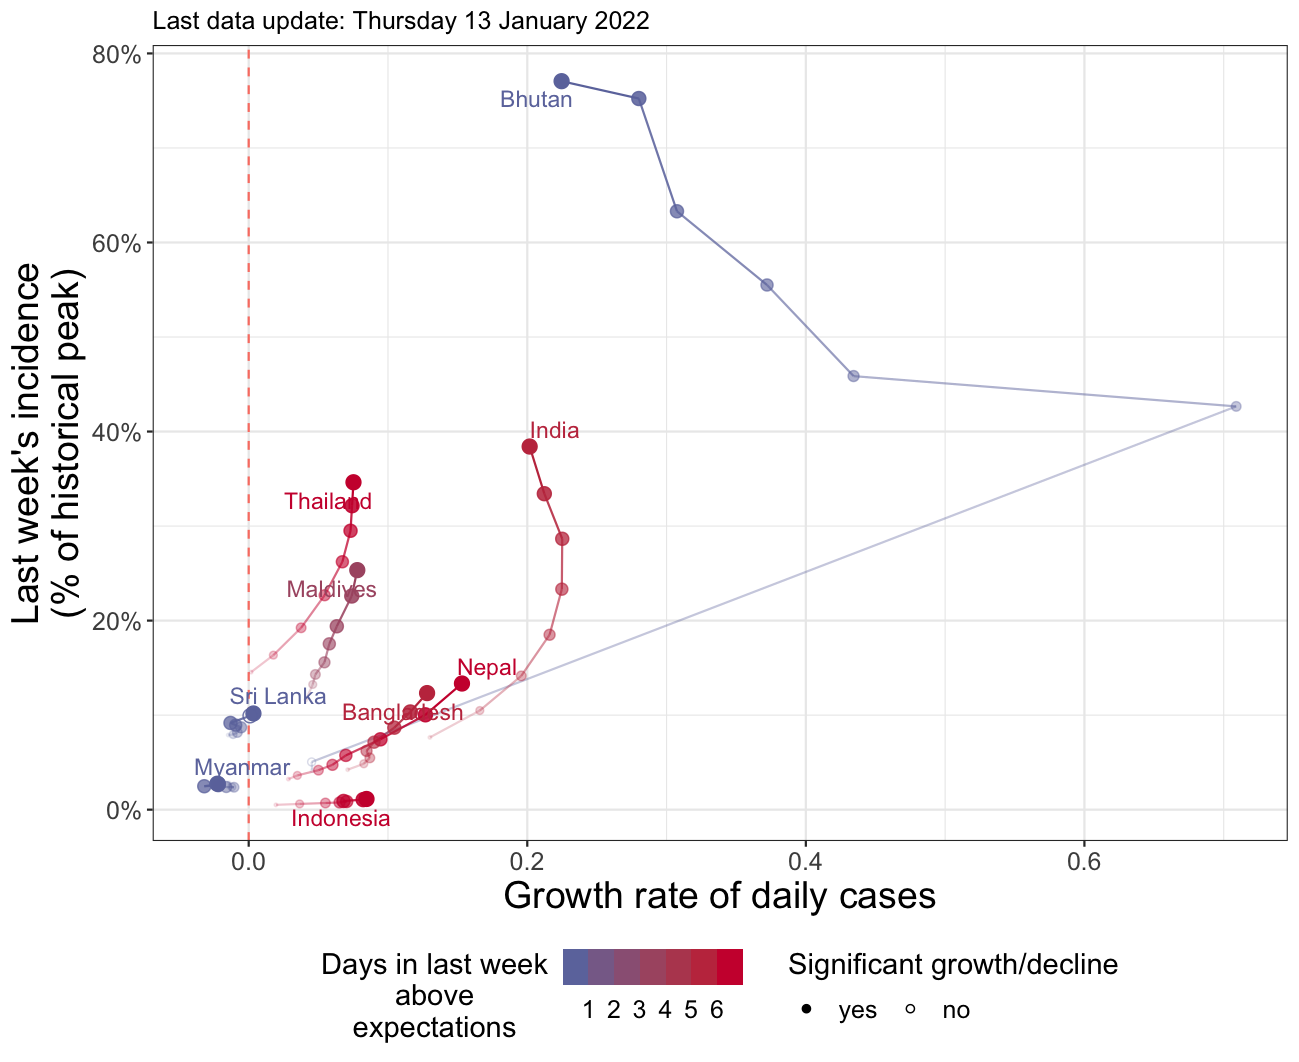 Last data update: Thursday 13 January 2022
80%
60%
40%
20%
0%
Last week's incidence
(% of historical peak)
Bhutan
India
Thailand
Maldives
Nepal
Sri Lanka
Bangladesh
Myanmar
Indonesia
0.0 0.2 0.4 0.6
Growth rate of daily cases
Days in last week
above
expectations
1 2 3 4 5 6
Significant growth/decline
yes no